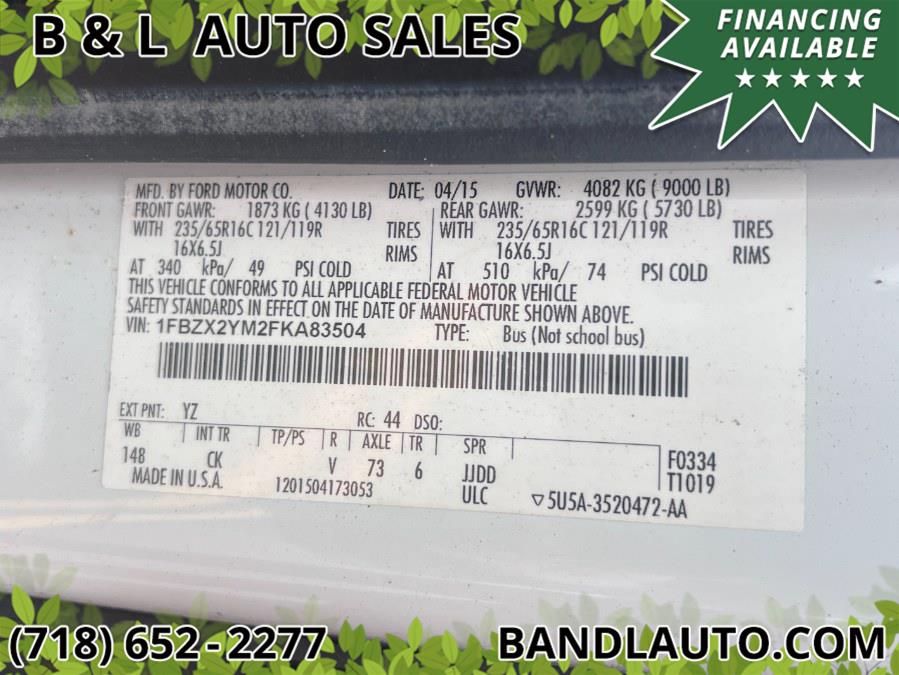 B & L AUTO SALES
FINANCING
AVAILABLE
★★★★★
MFD. BY FORD MOTOR CO. DATE: 04/15 GVWR: 4082 KG ( 9000 LB)
FRONT GAWR: 1873 KG ( 4130 LB) REAR GAWR: 2599 KG ( 5730 LB)
WITH 235/65R16C 121/119R TIRES WITH 235/65R16C 121/119R TIRES
16X6.5J RIMS 16X6.5J RIMS
AT 340 kPa/ 49 PSI COLD AT 510 kPa/ 74 PSI COLD
THIS VEHICLE CONFORMS TO ALL APPLICABLE FEDERAL MOTOR VEHICLE
SAFETY STANDARDS IN EFFECT ON THE DATE OF MANUFACTURE SHOWN ABOVE.
VIN: 1FBZX2YM2FKA83504 TYPE: Bus (Not school bus)
EXT PNT: YZ RC: 44 DSO:
WB INT TR TP/PS R AXLE TR SPR
148 CK V 73 6 JJDD F0334
MADE IN U.S.A. 1201504173053 ULC ▽5U5A-3520472-AA T1019
(718) 652-2277 BANDLAUTO.COM